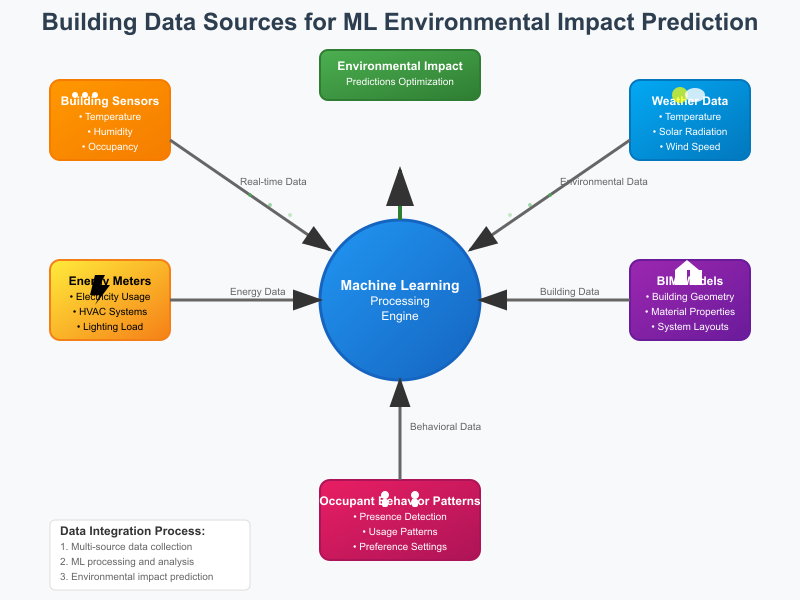 Building Data Sources for ML Environmental Impact Prediction
Environmental Impact
Predictions Optimization
Building Sensors
• Temperature
• Humidity
• Occupancy
Weather Data
• Temperature
• Solar Radiation
• Wind Speed
Real-time Data
Environmental Data
Energy Meters
• Electricity Usage
• HVAC Systems
• Lighting Load
Energy Data
Machine Learning
Processing
Engine
Building Data
BIM Models
• Building Geometry
• Material Properties
• System Layouts
Behavioral Data
Occupant Behavior Patterns
• Presence Detection
• Usage Patterns
• Preference Settings
Data Integration Process:
1. Multi-source data collection
2. ML processing and analysis
3. Environmental impact prediction